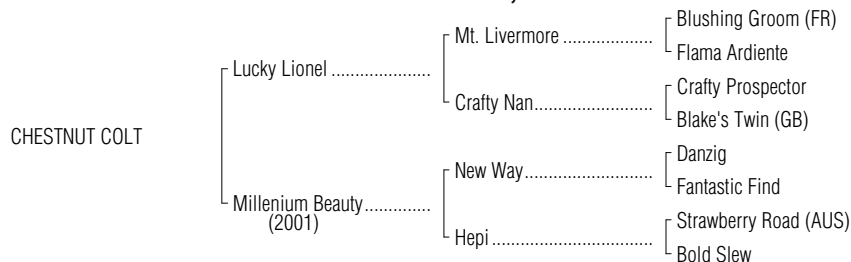 Blushing Groom (FR)
Mt. Livermore ..................
Flama Ardiente
Lucky Lionel .....................
Crafty Prospector
Crafty Nan........................
Blake's Twin (GB)
CHESTNUT COLT
Danzig
New Way..........................
Fantastic Find
Millenium Beauty..............
(2001)
Strawberry Road (AUS)
Hepi .................................
Bold Slew